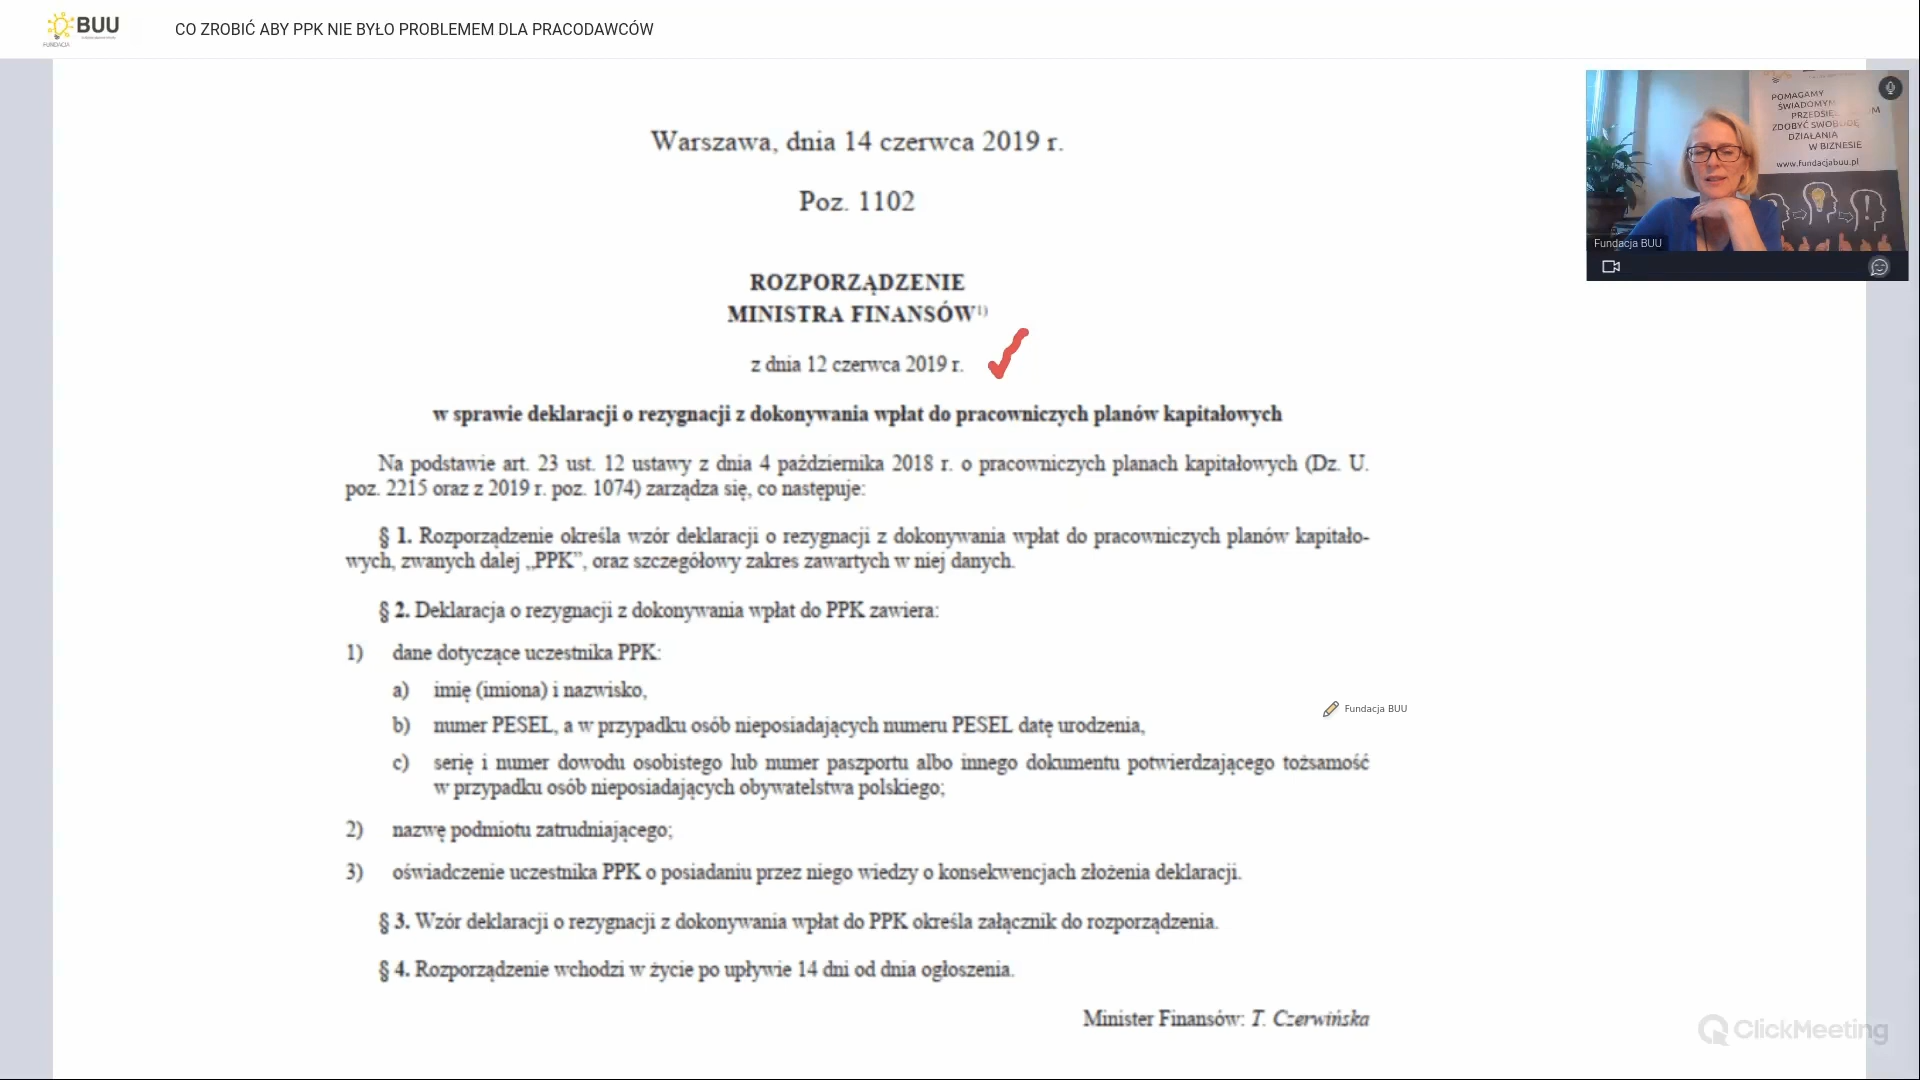 BUU
FUNDACJA
CO ZROBIĆ ABY PPK NIE BYŁO PROBLEMEM DLA PRACODAWCÓW
POMAGAMY
ŚWIADOMYM
DZIAŁANIA
W BIZNESIE
www.fundacjabuu.pl
Fundacja BUU
Warszawa, dnia 14 czerwca 2019 r.
Poz. 1102
ROZPORZĄDZENIE
MINISTRA FINANSÓW1)
z dnia 12 czerwca 2019 r.
w sprawie deklaracji o rezygnacji z dokonywania wpłat do pracowniczych planów kapitałowych
Na podstawie art. 23 ust. 12 ustawy z dnia 4 października 2018 r. o pracowniczych planach kapitałowych (Dz. U.
poz. 2215 oraz z 2019 r. poz. 1074) zarządza się, co następuje:
§ 1. Rozporządzenie określa wzór deklaracji o rezygnacji z dokonywania wpłat do pracowniczych planów kapitało-
wych, zwanych dalej „PPK”, oraz szczegółowy zakres zawartych w niej danych.
§ 2. Deklaracja o rezygnacji z dokonywania wpłat do PPK zawiera:
1) dane dotyczące uczestnika PPK:
a) imię (imiona) i nazwisko,
b) numer PESEL, a w przypadku osób nieposiadających numeru PESEL datę urodzenia,
c) serię i numer dowodu osobistego lub numer paszportu albo innego dokumentu potwierdzającego tożsamość
w przypadku osób nieposiadających obywatelstwa polskiego;
2) nazwę podmiotu zatrudniającego;
3) oświadczenie uczestnika PPK o posiadaniu przez niego wiedzy o konsekwencjach złożenia deklaracji.
§ 3. Wzór deklaracji o rezygnacji z dokonywania wpłat do PPK określa załącznik do rozporządzenia.
§ 4. Rozporządzenie wchodzi w życie po upływie 14 dni od dnia ogłoszenia.
Minister Finansów: T. Czerwińska
Fundacja BUU
ClickMeeting